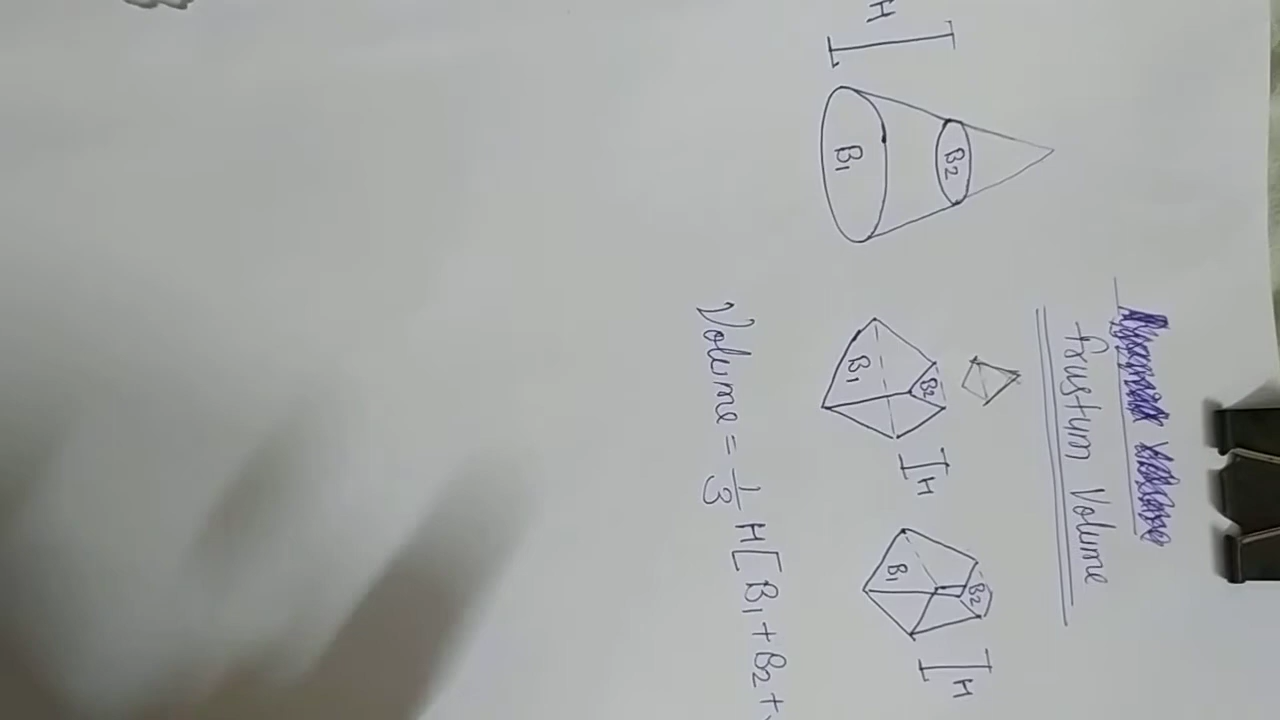 frustum Volume
H
B1
B2
B1
B2
H
B1
B2
H
Volume = 1/3 H [ B1 + B2 +